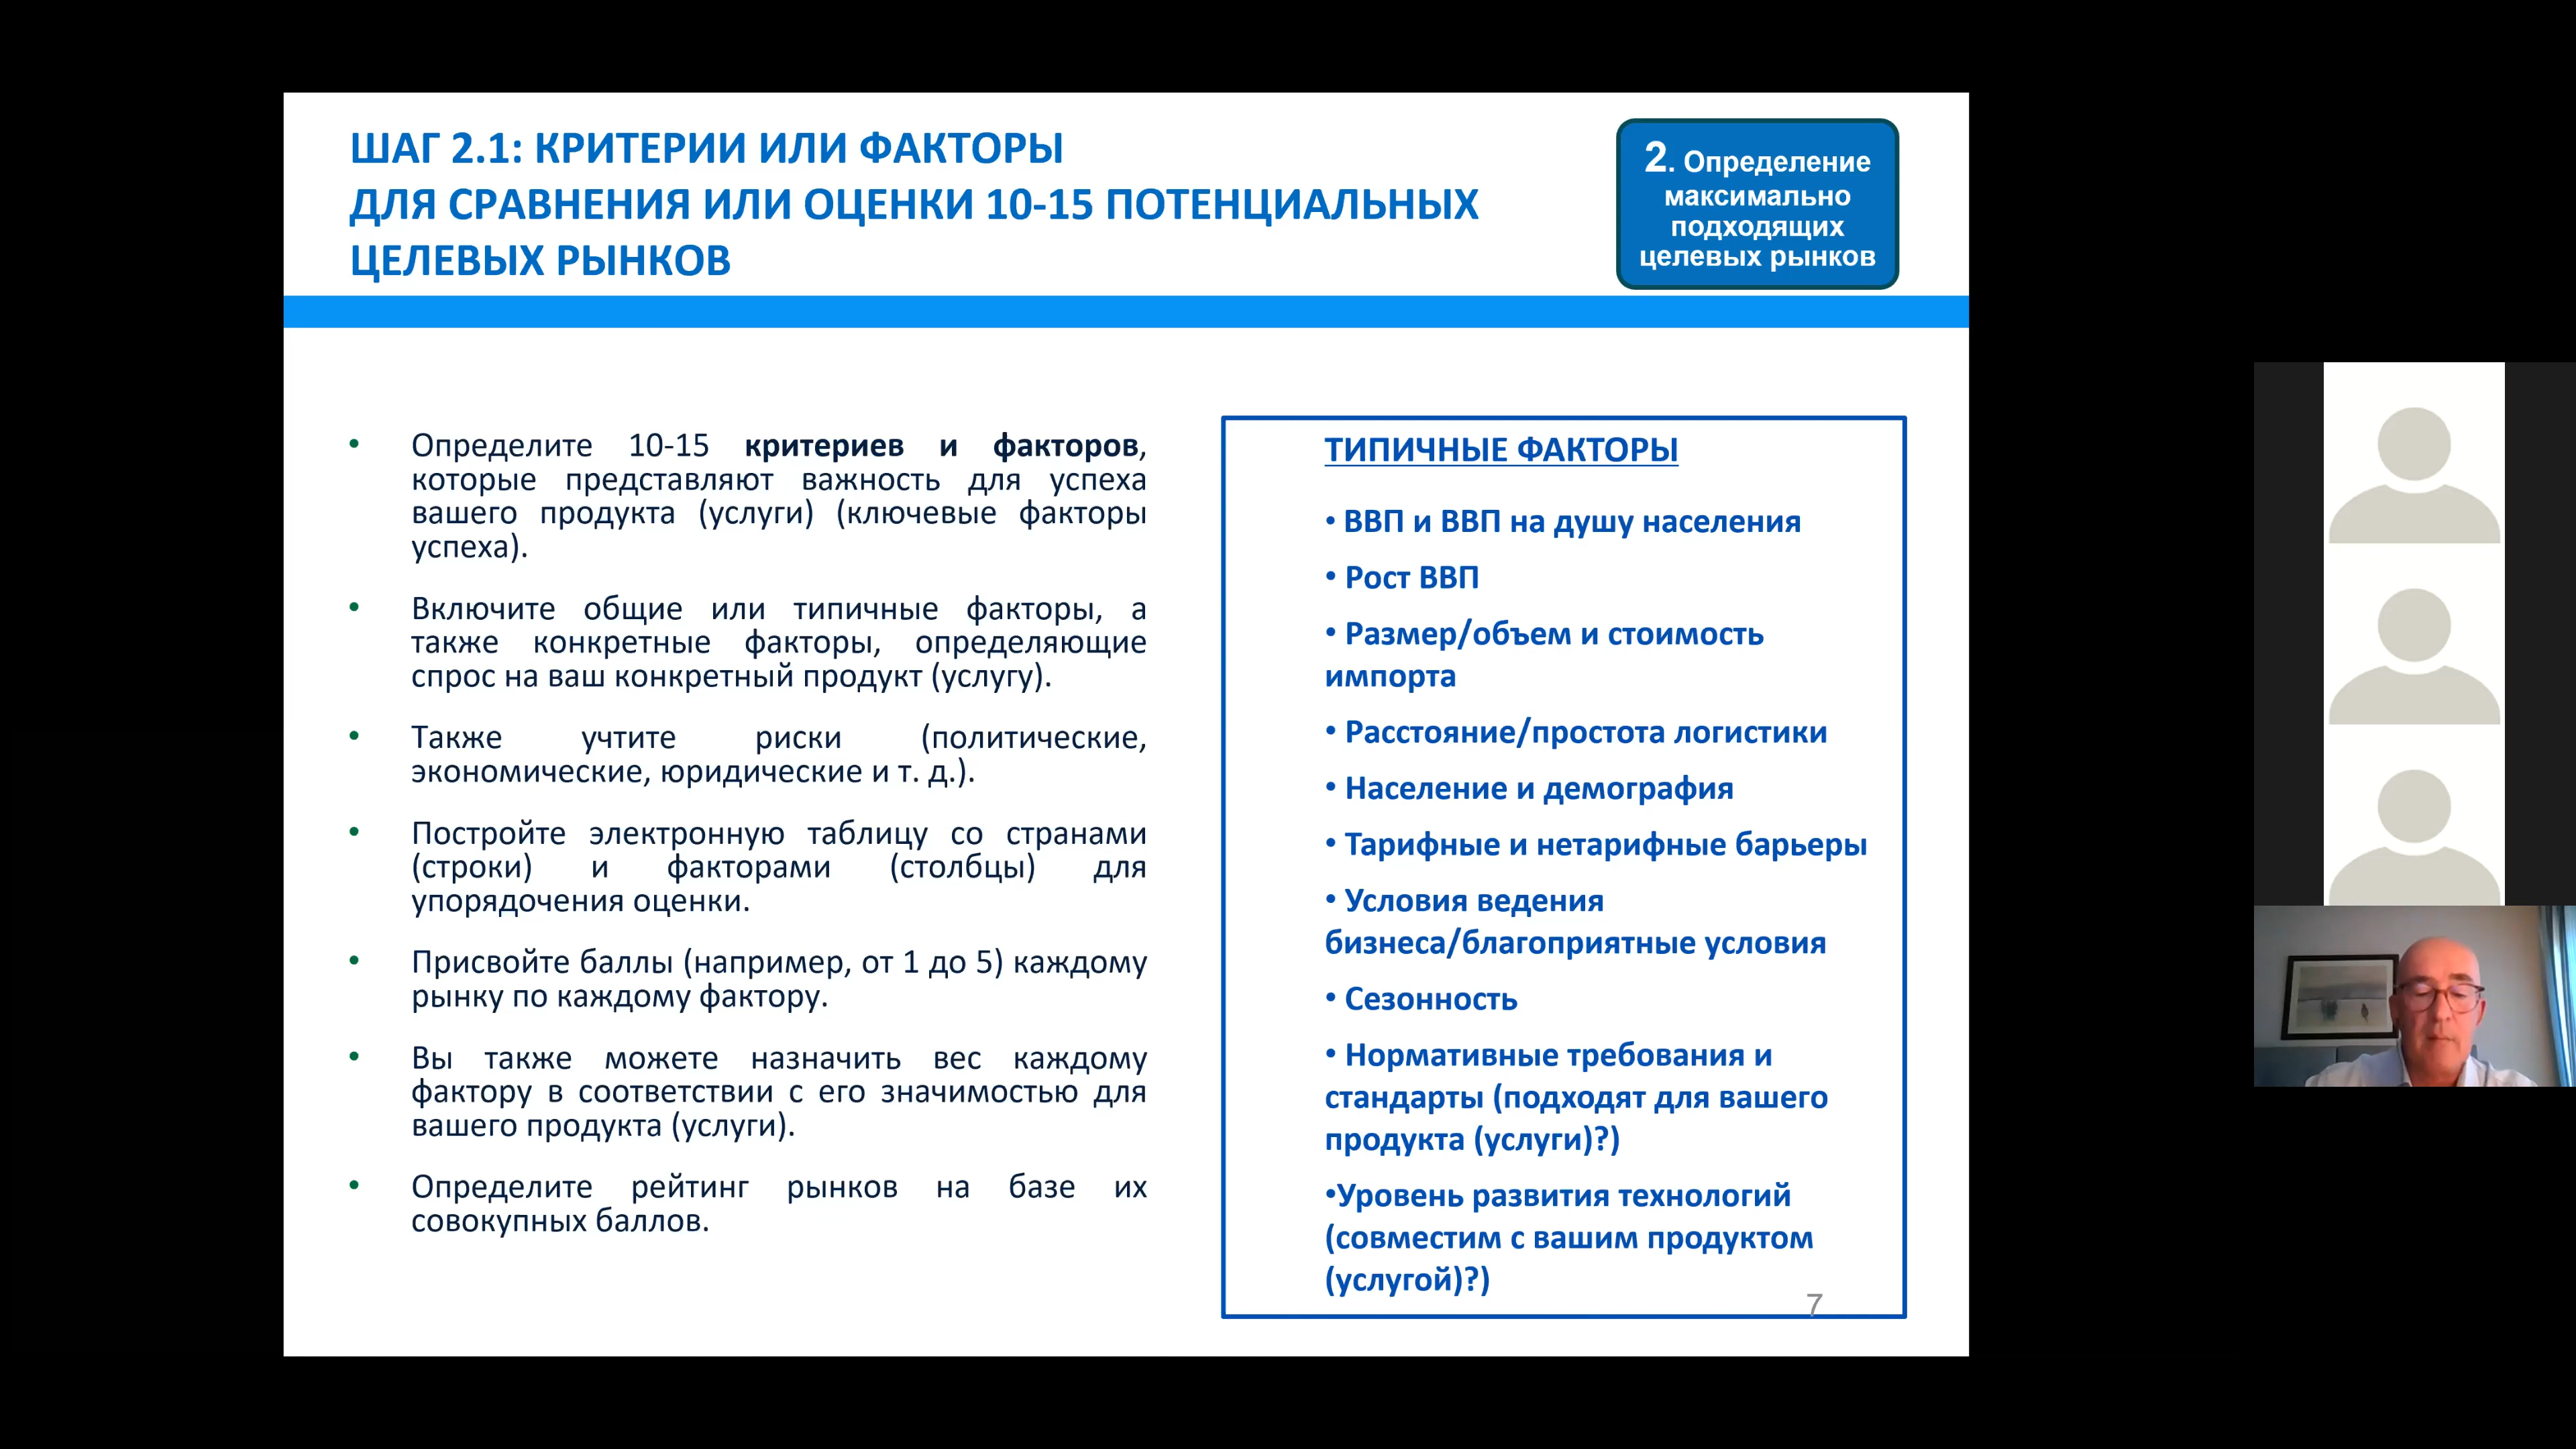 ШАГ 2.1: КРИТЕРИИ ИЛИ ФАКТОРЫ
ДЛЯ СРАВНЕНИЯ ИЛИ ОЦЕНКИ 10-15 ПОТЕНЦИАЛЬНЫХ
ЦЕЛЕВЫХ РЫНКОВ
2. Определение
максимально
подходящих
целевых рынков
• Определите 10-15 критериев и факторов,
которые представляют важность для успеха
вашего продукта (услуги) (ключевые факторы
успеха).
• Включите общие или типичные факторы, а
также конкретные факторы, определяющие
спрос на ваш конкретный продукт (услугу).
• Также учтите риски (политические,
экономические, юридические и т. д.).
• Постройте электронную таблицу со странами
(строки) и факторами (столбцы) для
упорядочения оценки.
• Присвойте баллы (например, от 1 до 5) каждому
рынку по каждому фактору.
• Вы также можете назначить вес каждому
фактору в соответствии с его значимостью для
вашего продукта (услуги).
• Определите рейтинг рынков на базе их
совокупных баллов.
ТИПИЧНЫЕ ФАКТОРЫ
• ВВП и ВВП на душу населения
• Рост ВВП
• Размер/объем и стоимость
импорта
• Расстояние/простота логистики
• Население и демография
• Тарифные и нетарифные барьеры
• Условия ведения
бизнеса/благоприятные условия
• Сезонность
• Нормативные требования и
стандарты (подходят для вашего
продукта (услуги)?)
•Уровень развития технологий
(совместим с вашим продуктом
(услугой)?)
7